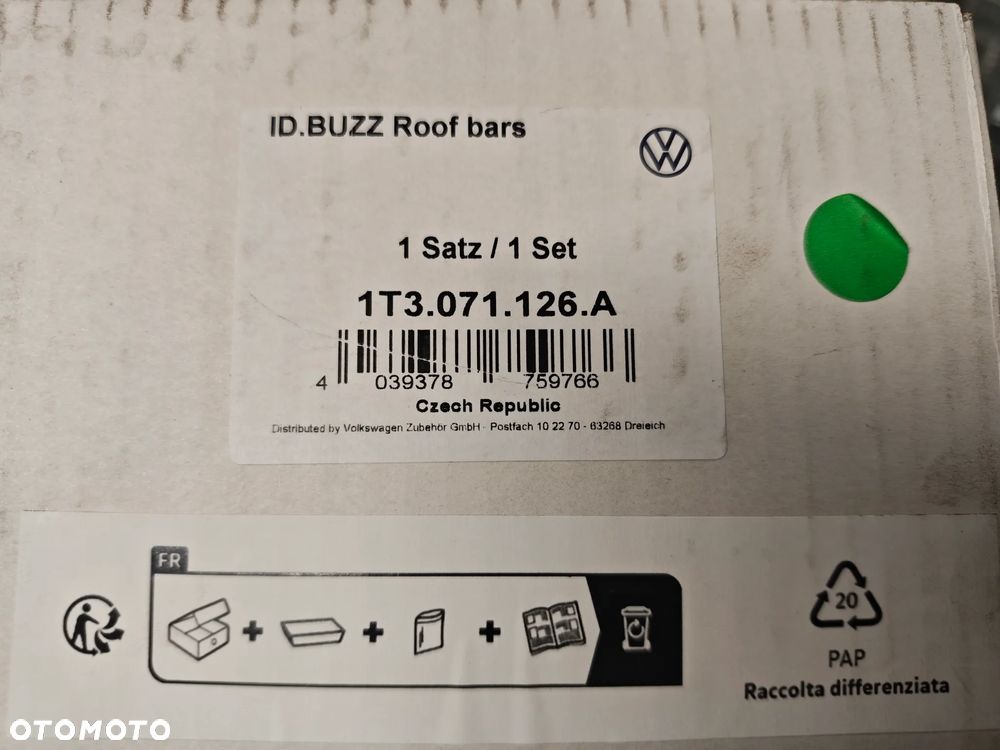 ID.BUZZ Roof bars
1 Satz / 1 Set
1T3.071.126.A
4 039378 759766
Czech Republic
Distributed by Volkswagen Zubehör GmbH - Postfach 10 22 70 - 63268 Dreieich
FR
20
PAP
Raccolta differenziata
OTOMOTO